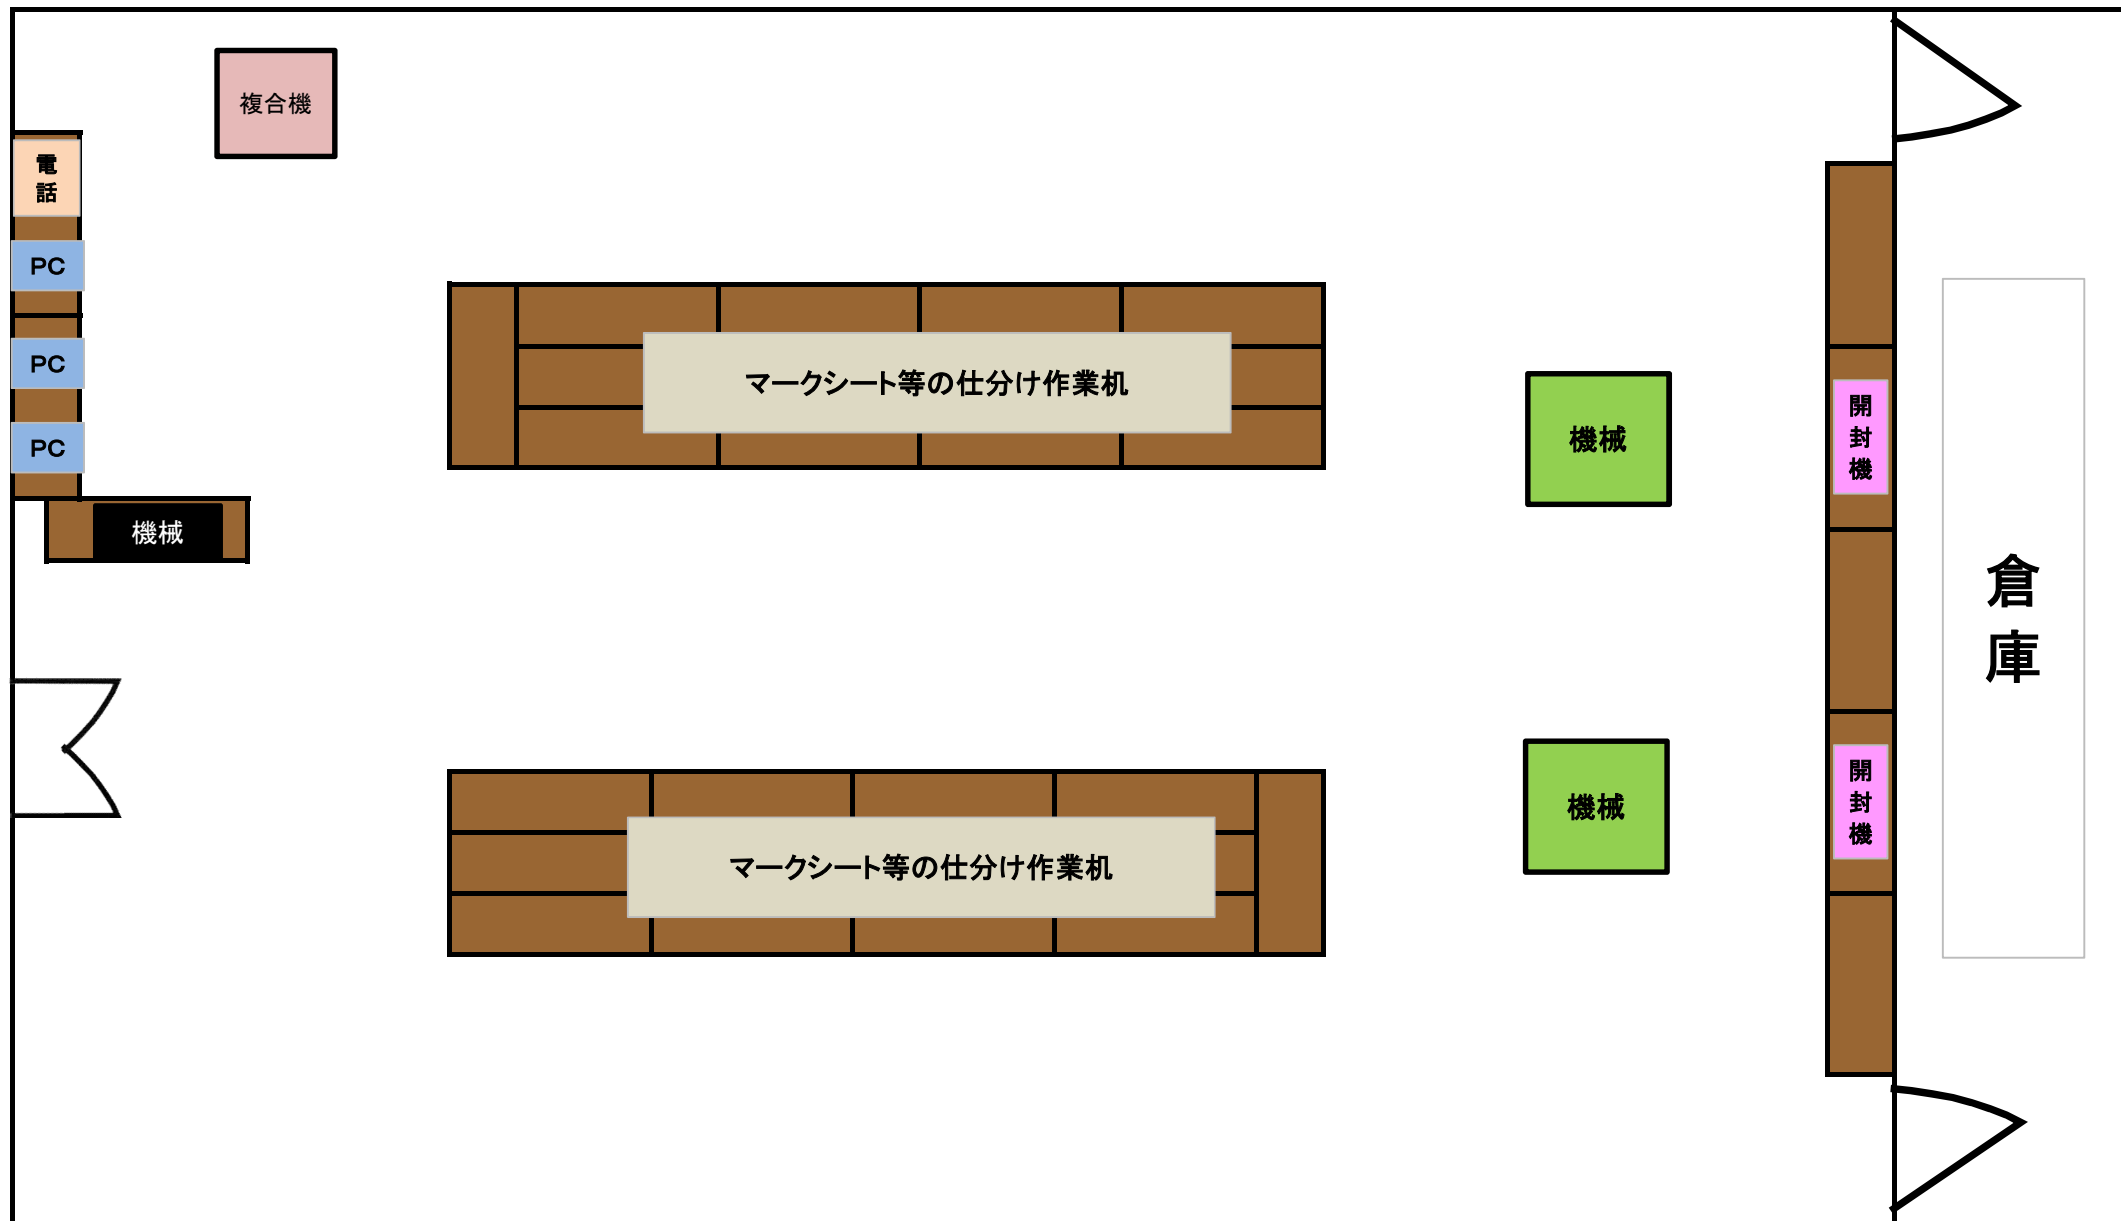 複合機
電
話
PC
PC
PC
機械
マークシート等の仕分け作業机
機械
開
封
機
倉
庫
機械
開
封
機
マークシート等の仕分け作業机